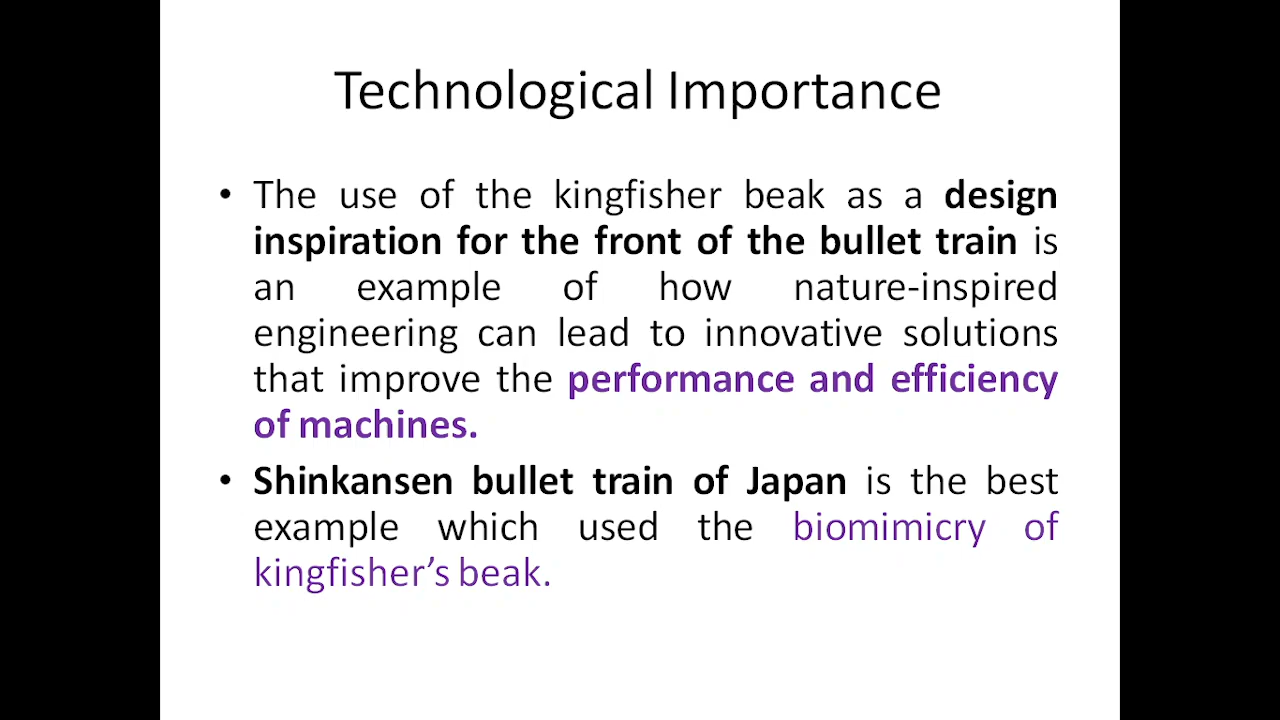 Technological Importance
• The use of the kingfisher beak as a design
inspiration for the front of the bullet train is
an example of how nature-inspired
engineering can lead to innovative solutions
that improve the performance and efficiency
of machines.
• Shinkansen bullet train of Japan is the best
example which used the biomimicry of
kingfisher’s beak.